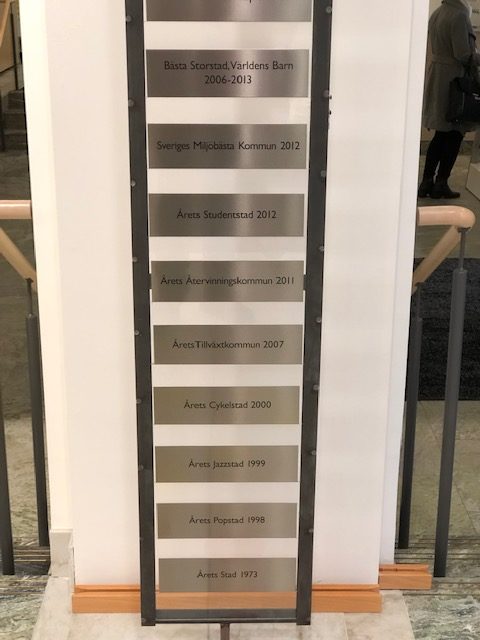 Bästa Storstad, Världens Barn
2006-2013
Sveriges Miljöbästa Kommun 2012
Årets Studentstad 2012
Årets Återvinningskommun 2011
Årets Tillväxtkommun 2007
Årets Cykelstad 2000
Årets Jazzstad 1999
Årets Popstad 1998
Årets Stad 1973